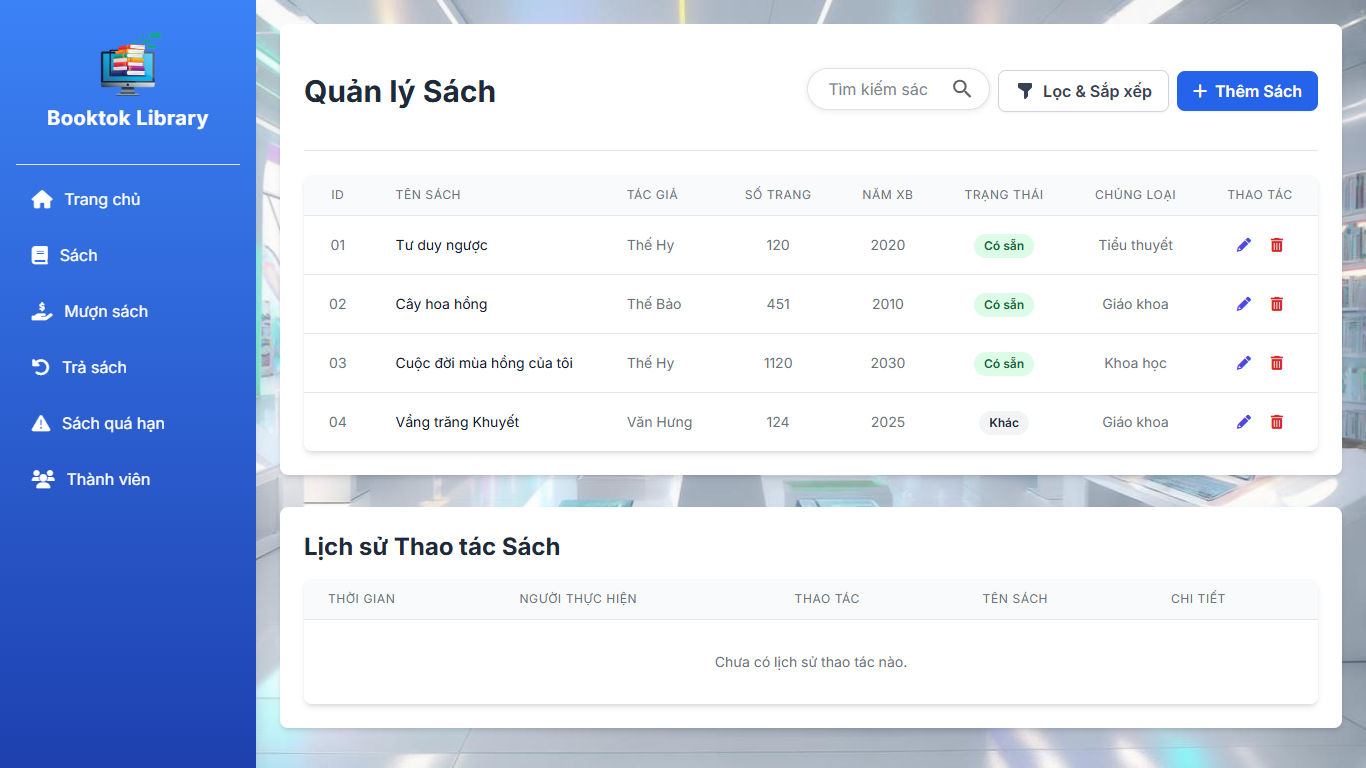 Booktok Library
Trang chủ
Sách
Mượn sách
Trả sách
Sách quá hạn
Thành viên
Quản lý Sách
Tìm kiếm sác
Lọc & Sắp xếp
Thêm Sách
ID TÊN SÁCH TÁC GIẢ SỐ TRANG NĂM XB TRẠNG THÁI CHỦNG LOẠI THAO TÁC
01 Tư duy ngược Thế Hy 120 2020 Có sẵn Tiểu thuyết
02 Cây hoa hồng Thế Bảo 451 2010 Có sẵn Giáo khoa
03 Cuộc đời mùa hồng của tôi Thế Hy 1120 2030 Có sẵn Khoa học
04 Vầng trăng Khuyết Văn Hưng 124 2025 Khác Giáo khoa
Lịch sử Thao tác Sách
THỜI GIAN NGƯỜI THỰC HIỆN THAO TÁC TÊN SÁCH CHI TIẾT
Chưa có lịch sử thao tác nào.